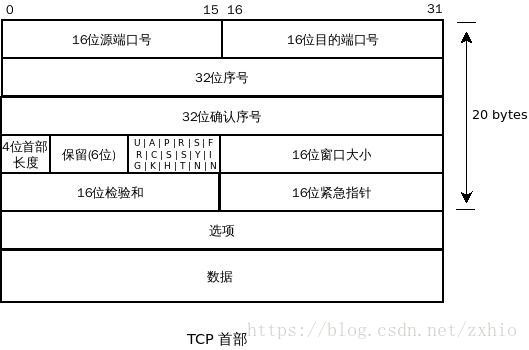 0 15 16 31
16位源端口号 16位目的端口号
32位序号
20 bytes
32位确认序号
4位首部
长度
保留(6位)
U|A|P|R|S|F
R|C|S|S|Y|I
G|K|H|T|N|N
16位窗口大小
16位检验和 16位紧急指针
选项
数据
TCP 首部
https://blog.csdn.net/zxhio